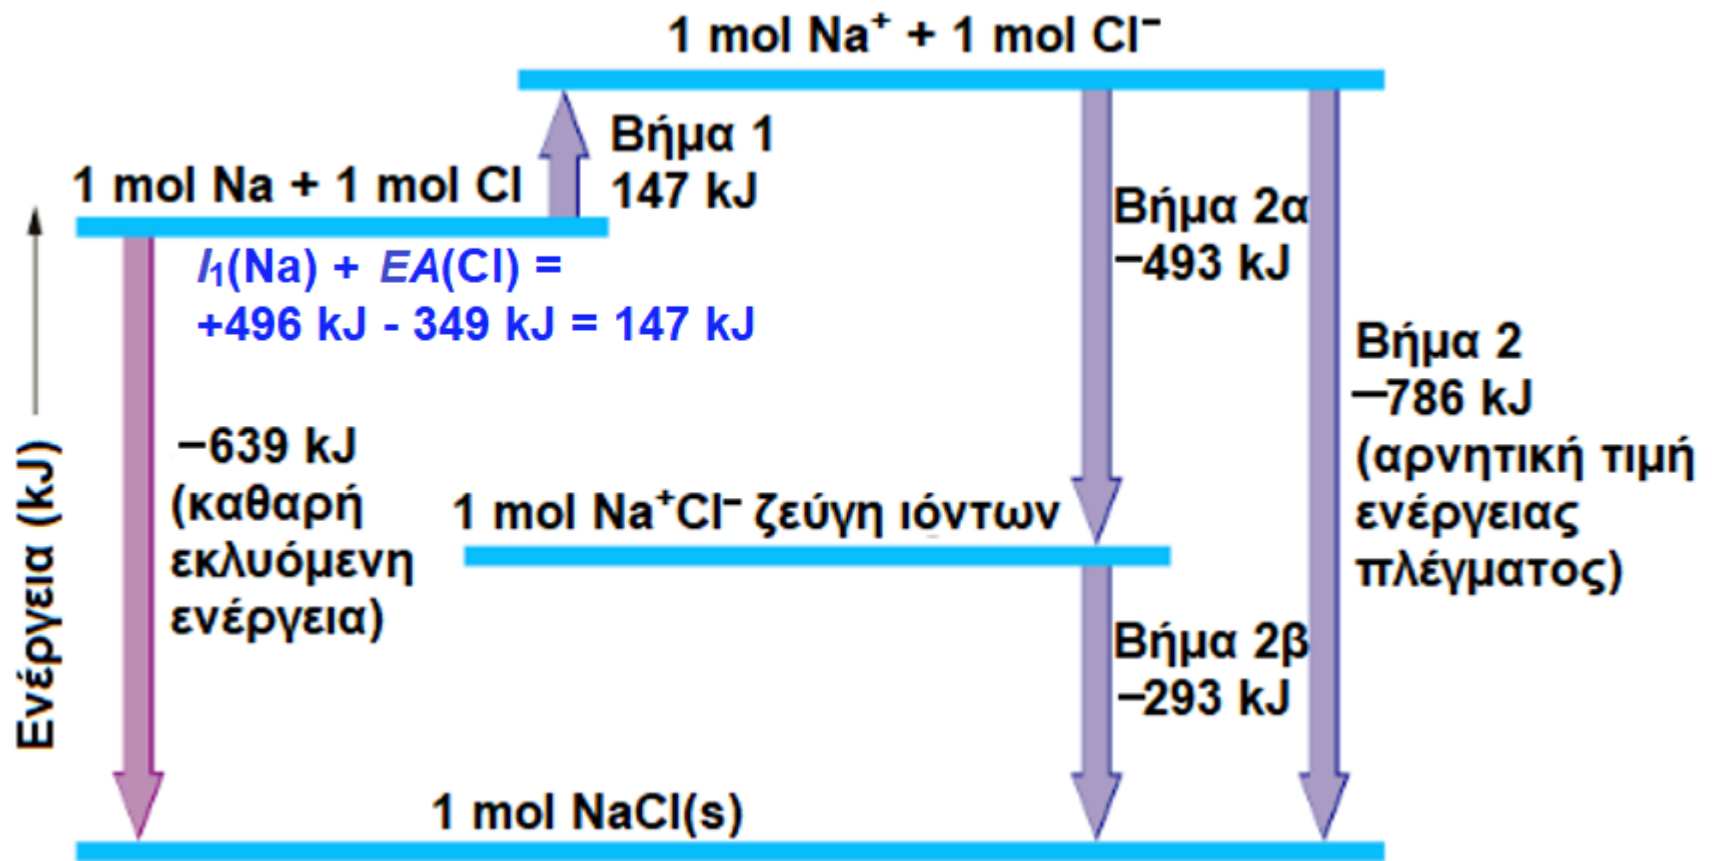 1 mol Na⁺ + 1 mol Cl⁻
Βήμα 1
147 kJ
1 mol Na + 1 mol Cl
I₁(Na) + EA(Cl) =
+496 kJ - 349 kJ = 147 kJ
Βήμα 2α
−493 kJ
Βήμα 2
−786 kJ
(αρνητική τιμή
ενέργειας
πλέγματος)
−639 kJ
(καθαρή
εκλυόμενη
ενέργεια)
1 mol Na⁺Cl⁻ ζεύγη ιόντων
Βήμα 2β
−293 kJ
1 mol NaCl(s)
Ενέργεια (kJ)